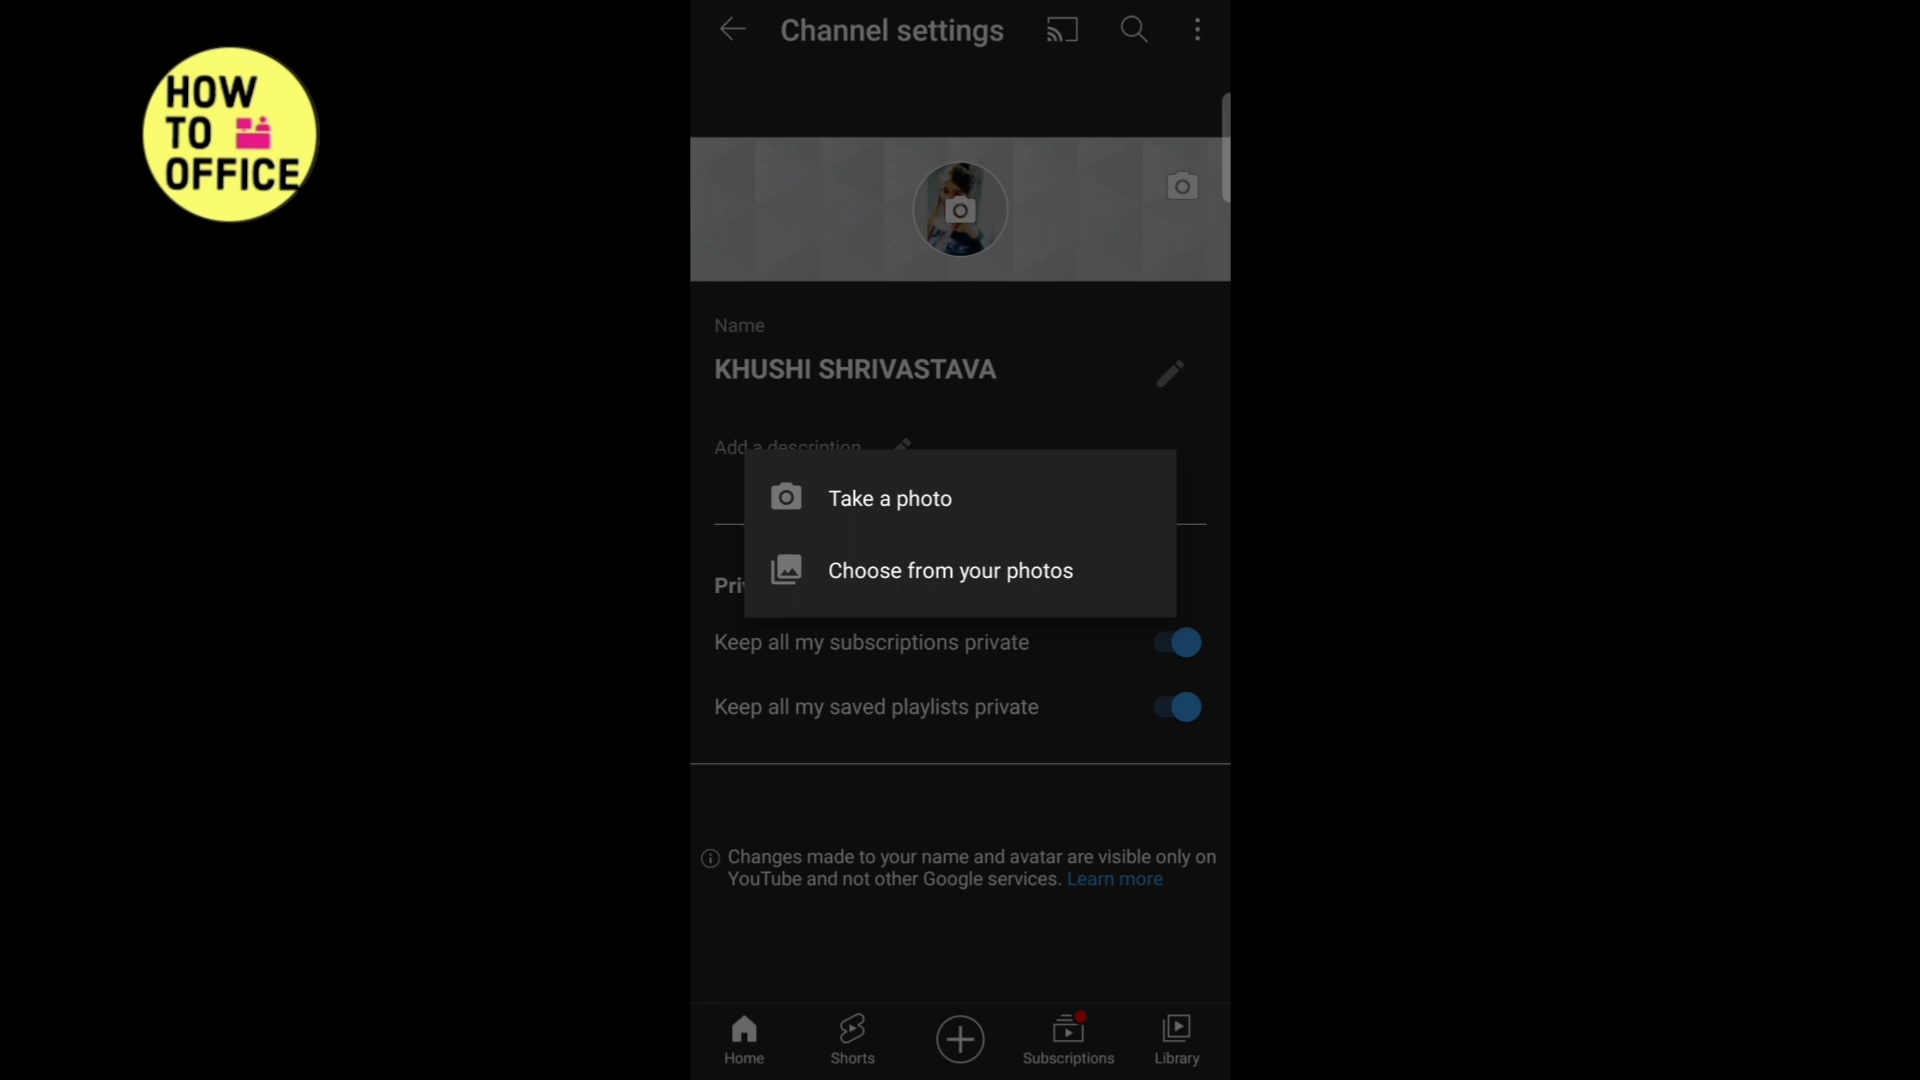 HOW
TO
OFFICE
Channel settings
Name
KHUSHI SHRIVASTAVA
Add a description
Take a photo
Choose from your photos
Pri
Keep all my subscriptions private
Keep all my saved playlists private
Changes made to your name and avatar are visible only on
YouTube and not other Google services. Learn more
Home
Shorts
Subscriptions
Library